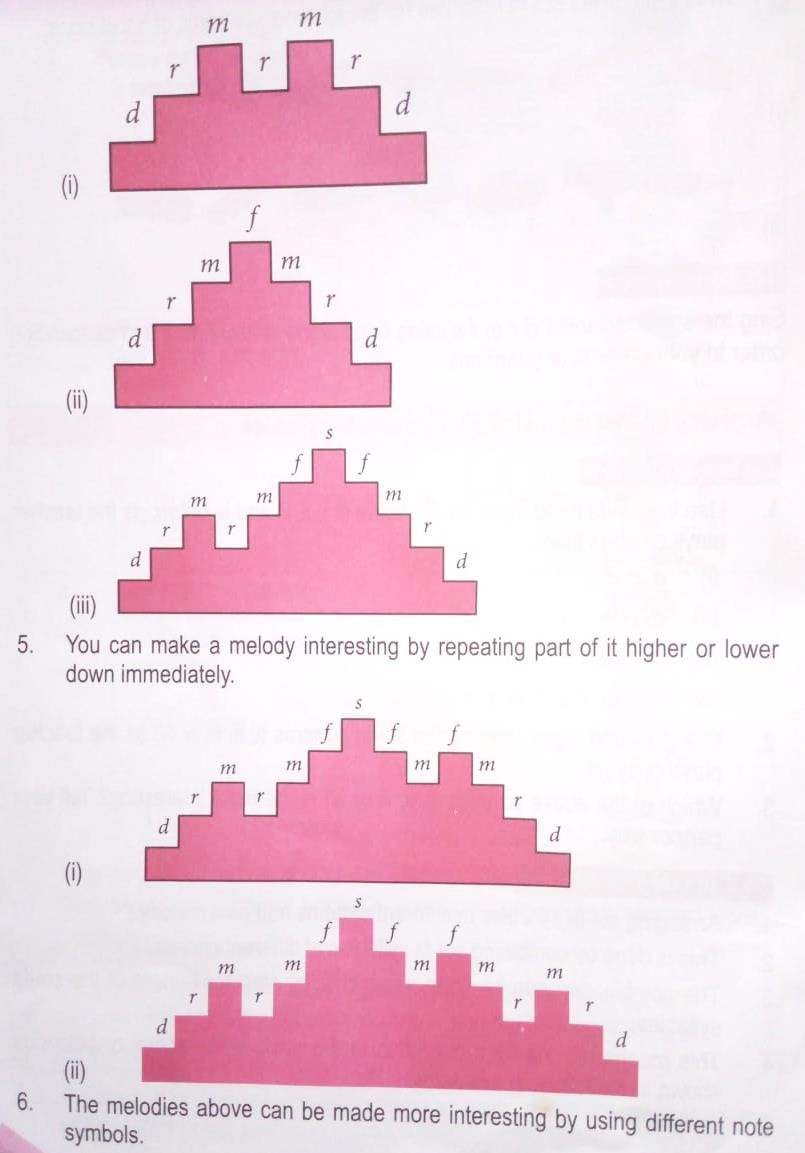 m m
r r r
d d
(i)
f
m m
r r
d d
(ii)
s
f f
m m m
r r r
d d
(iii)
5. You can make a melody interesting by repeating part of it higher or lower
down immediately.
s
f f f
m m m m
r r r
d d
(i)
s
f f f
m m m m m
r r r r
d d
(ii)
6. The melodies above can be made more interesting by using different note
symbols.